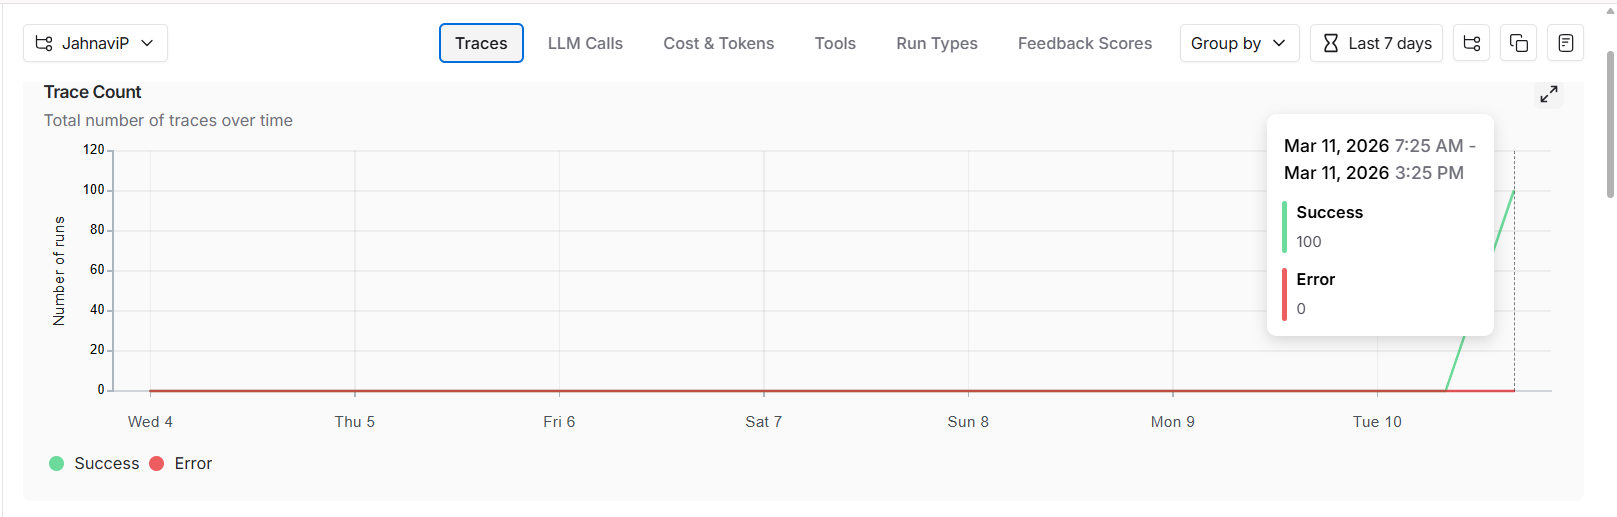 JahnaviP
Traces LLM Calls Cost & Tokens Tools Run Types Feedback Scores Group by Last 7 days
Trace Count
Total number of traces over time
Number of runs
120
100
80
60
40
20
0
Wed 4 Thu 5 Fri 6 Sat 7 Sun 8 Mon 9 Tue 10
Mar 11, 2026 7:25 AM -
Mar 11, 2026 3:25 PM
Success
100
Error
0
Success Error